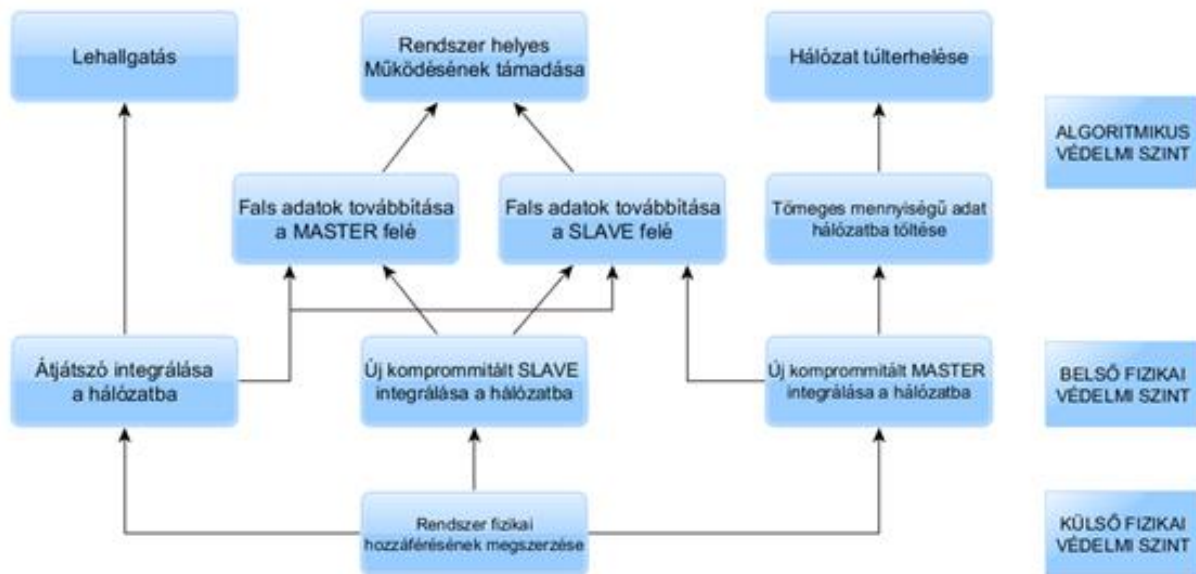 Lehallgatás
Rendszer helyes
Működésének támadása
Hálózat túlterhelése
ALGORITMIKUS
VÉDELMI SZINT
Fals adatok továbbítása
a MASTER felé
Fals adatok továbbítása
a SLAVE felé
Tömeges mennyiségű adat
hálózatba töltése
Átjátszó integrálása
a hálózatba
Új komprommitált SLAVE
integrálása a hálózatba
Új komprommitált MASTER
integrálása a hálózatba
BELSŐ FIZIKAI
VÉDELMI SZINT
Rendszer fizikai
hozzáférésének megszerzése
KÜLSŐ FIZIKAI
VÉDELMI SZINT